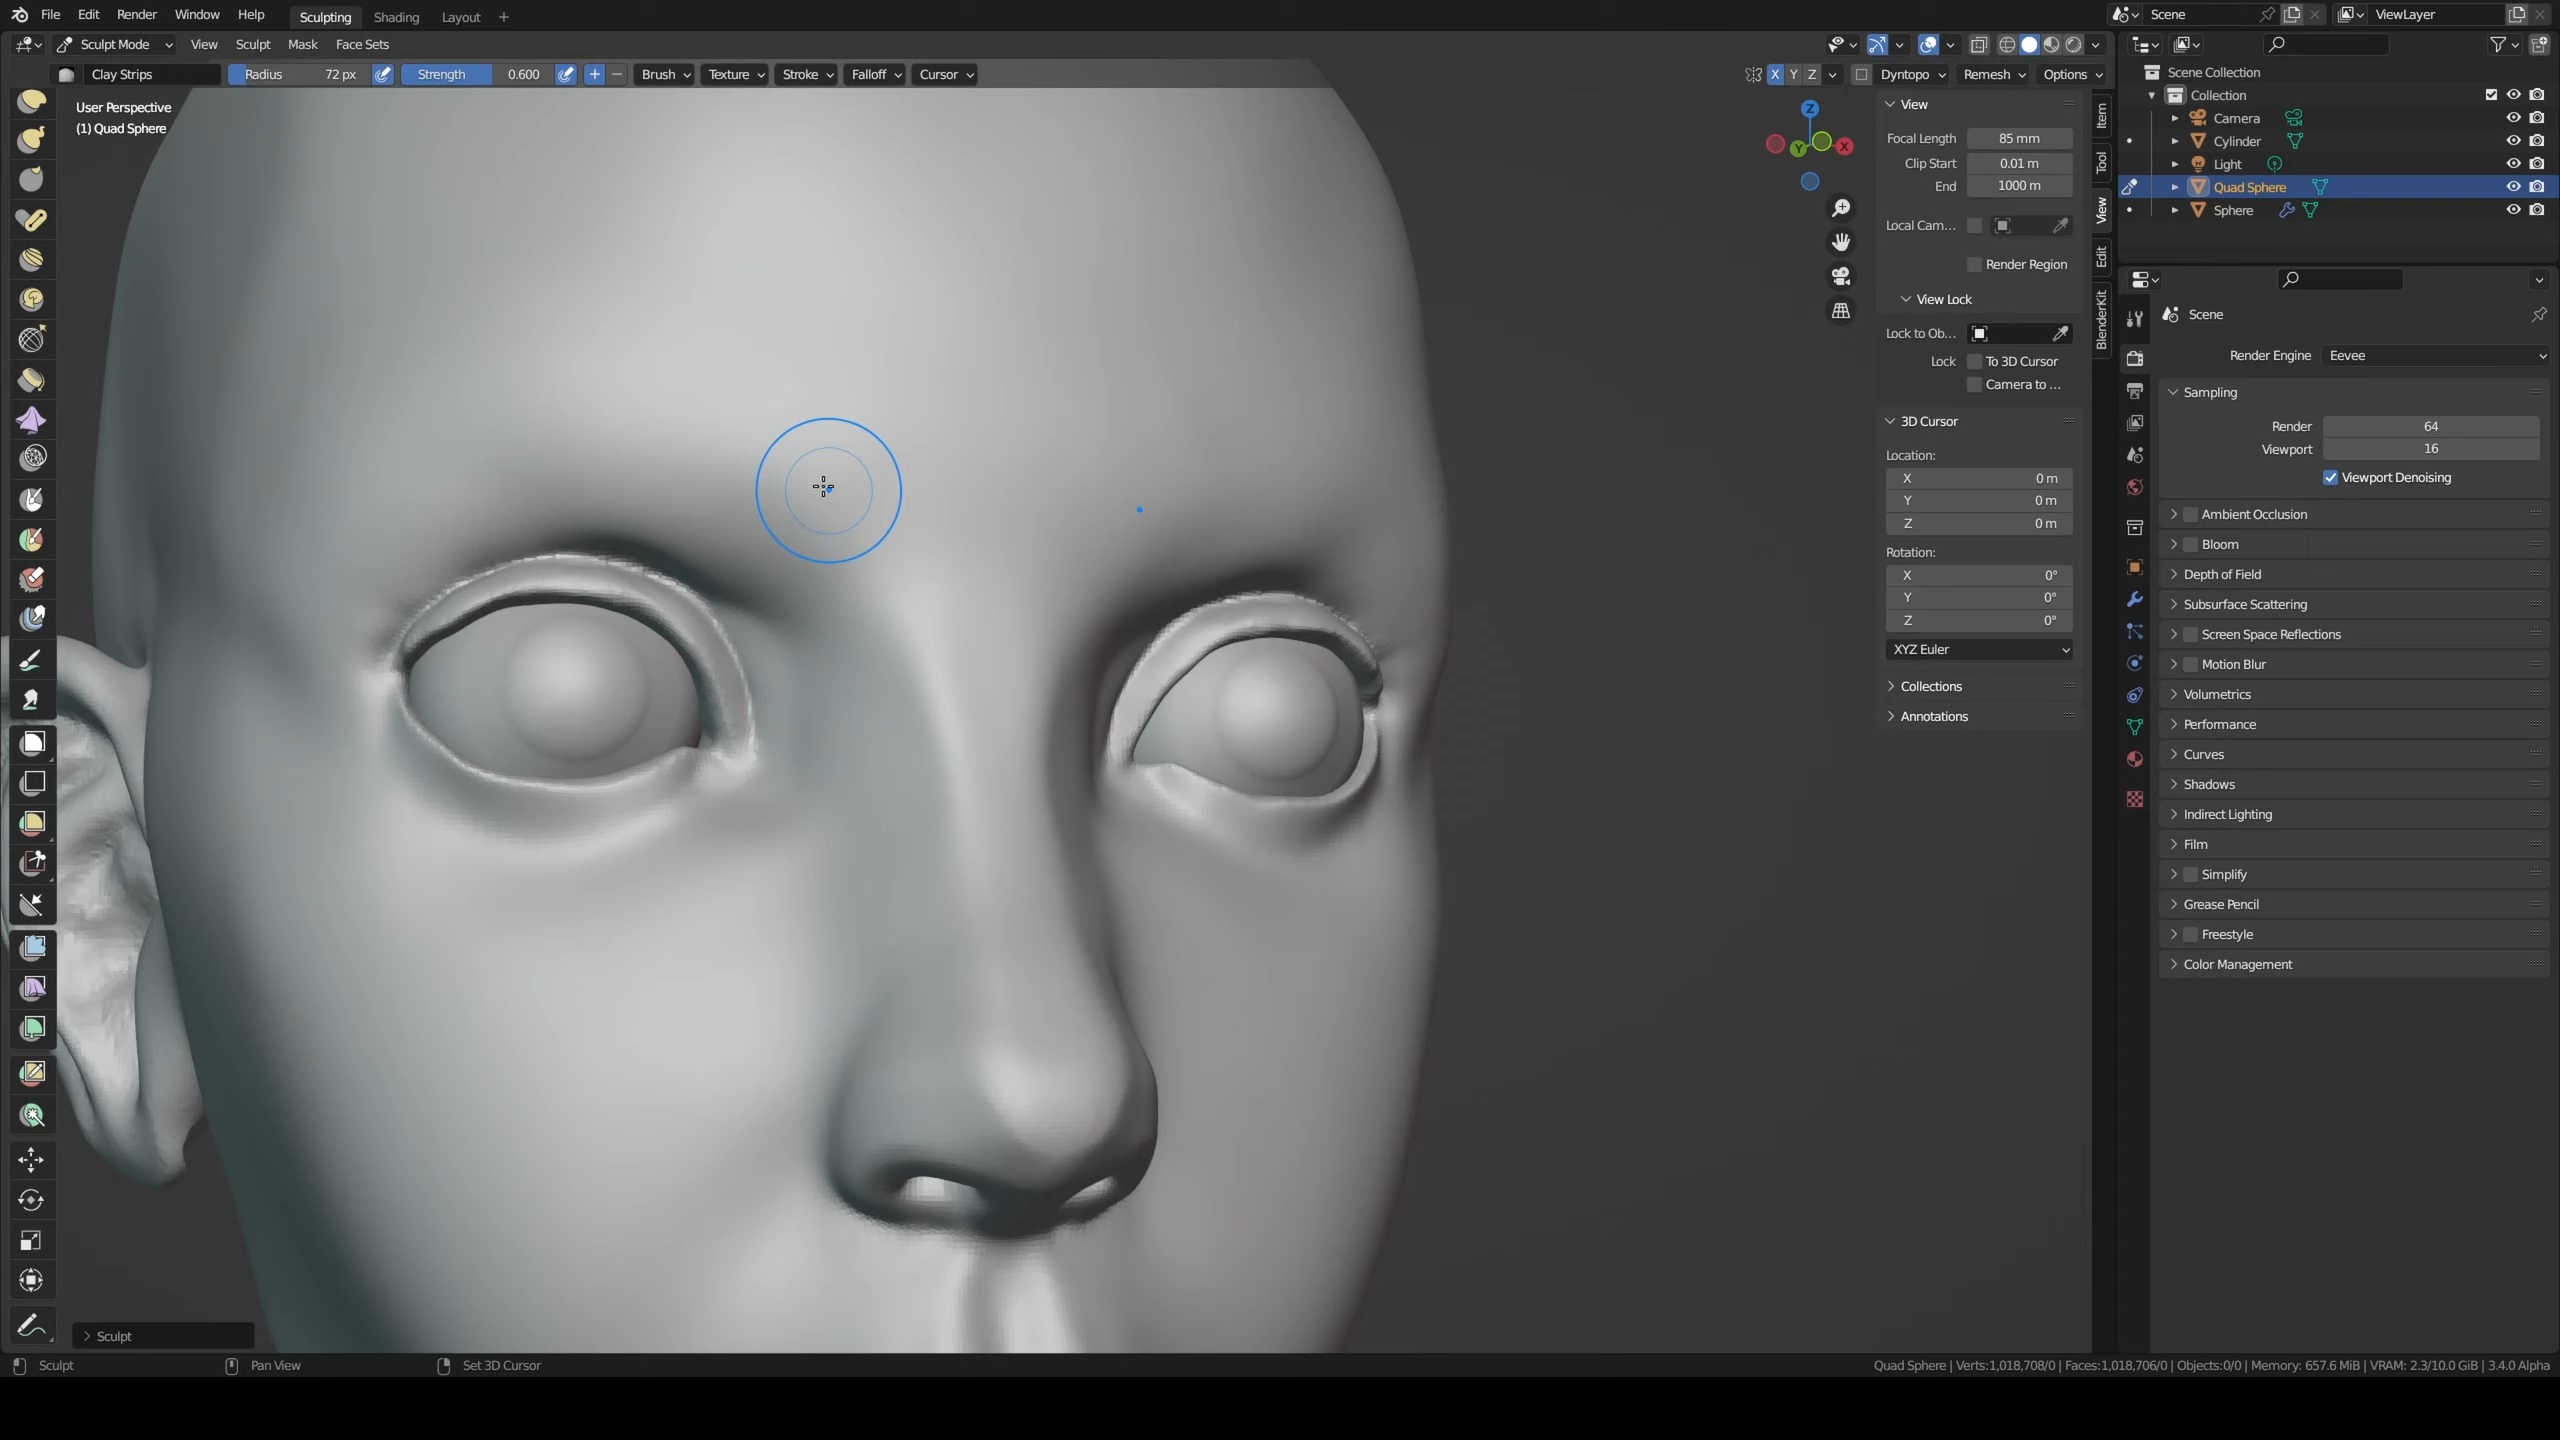 File Edit Render Window Help Sculpting Shading Layout + Scene ViewLayer
Sculpt Mode View Sculpt Mask Face Sets
Clay Strips Radius 72 px Strength 0.600 Brush Texture Stroke Falloff Cursor X Y Z Dyntopo Remesh Options
User Perspective
(1) Quad Sphere
Z
Y
X
View
Focal Length 85 mm
Clip Start 0.01 m
End 1000 m
Local Cam...
Render Region
View Lock
Lock to Ob...
Lock To 3D Cursor
Camera to ...
3D Cursor
Location:
X 0 m
Y 0 m
Z 0 m
Rotation:
X 0°
Y 0°
Z 0°
XYZ Euler
Collections
Annotations
Item
Tool
View
Edit
BlenderKit
Scene Collection
Collection
Camera
Cylinder
Light
Quad Sphere
Sphere
Scene
Render Engine Eevee
Sampling
Render 64
Viewport 16
Viewport Denoising
Ambient Occlusion
Bloom
Depth of Field
Subsurface Scattering
Screen Space Reflections
Motion Blur
Volumetrics
Performance
Curves
Shadows
Indirect Lighting
Film
Simplify
Grease Pencil
Freestyle
Color Management
Sculpt
Sculpt Pan View Set 3D Cursor Quad Sphere | Verts:1,018,708/0 | Faces:1,018,706/0 | Objects:0/0 | Memory: 657.6 MiB | VRAM: 2.3/10.0 GiB | 3.4.0 Alpha